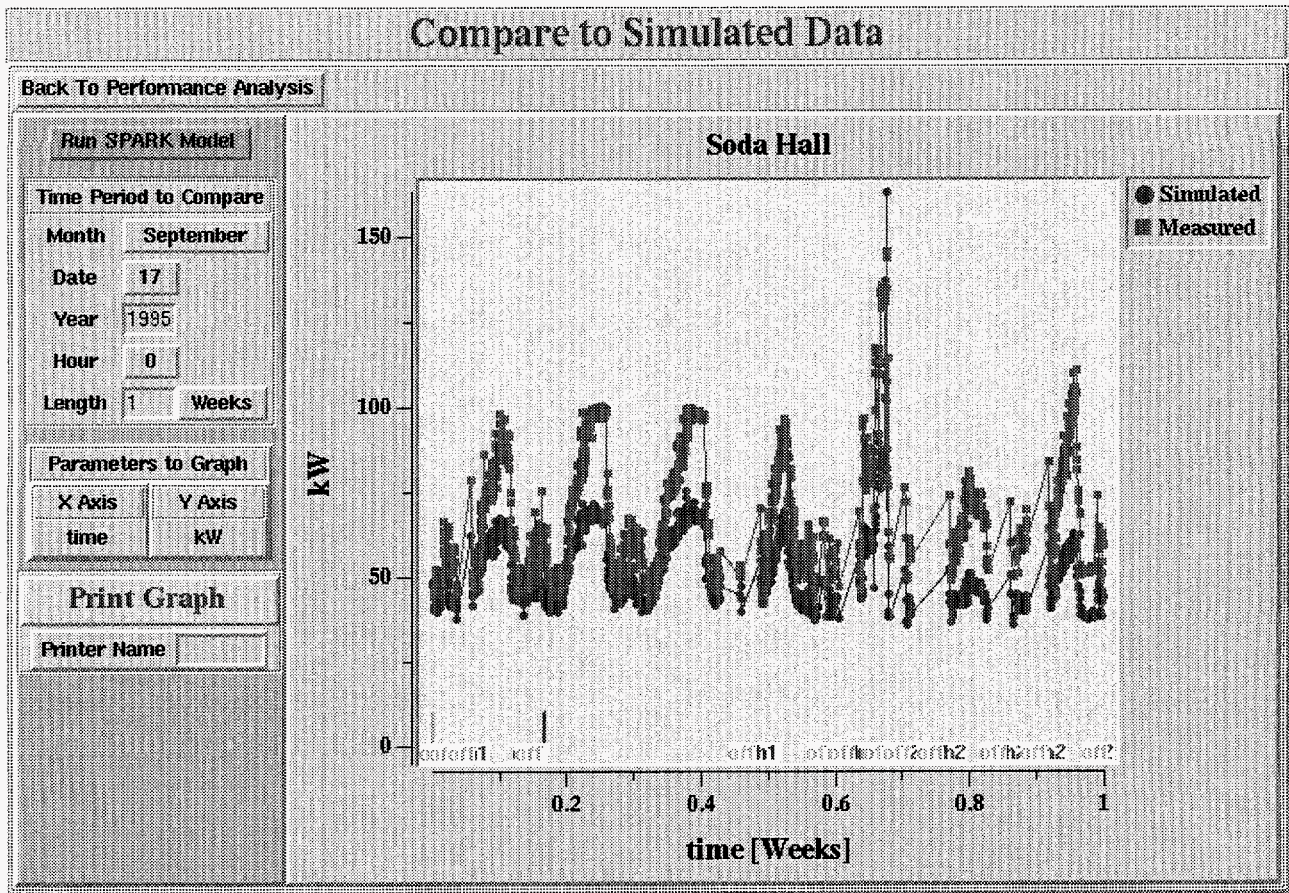 Compare to Simulated Data
Back To Performance Analysis
Run SPARK Model
Time Period to Compare
Month September
Date 17
Year 1995
Hour 0
Length 1 Weeks
Parameters to Graph
X Axis Y Axis
time kW
Print Graph
Printer Name
Soda Hall
Simulated
Measured
150
100
50
0
kW
0.2 0.4 0.6 0.8 1
time [Weeks]